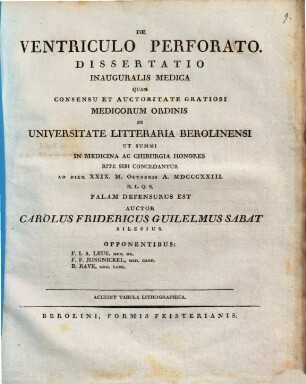 DE
VENTRICULO PERFORATO.
DISSERTATIO
INAUGURALIS MEDICA
QUAM
CONSENSU ET AUCTORITATE GRATIOSI
MEDICORUM ORDINIS
IN
UNIVERSITATE LITTERARIA BEROLINENSI
UT SUMMI
IN MEDICINA AC CHIRURGIA HONORES
RITE SIBI CONCEDANTUR
AD DIEM XXIX. M. OCTOBRIS A. MDCCCXXIII.
H. L. Q. S.
PALAM DEFENSURUS EST
AUCTOR
CAROLUS FRIDERICUS GUILELMUS SABAT
SILESIUS.
OPPONENTIBUS:
F. I. A. LEUE, MED. DD.
F. F. JUNGNICKEL, MED. CAND.
B. RAVE, MED. CAND.
ACCEDIT TABULA LITHOGRAPHICA.
BEROLINI, FORMIS FEISTERIANIS.